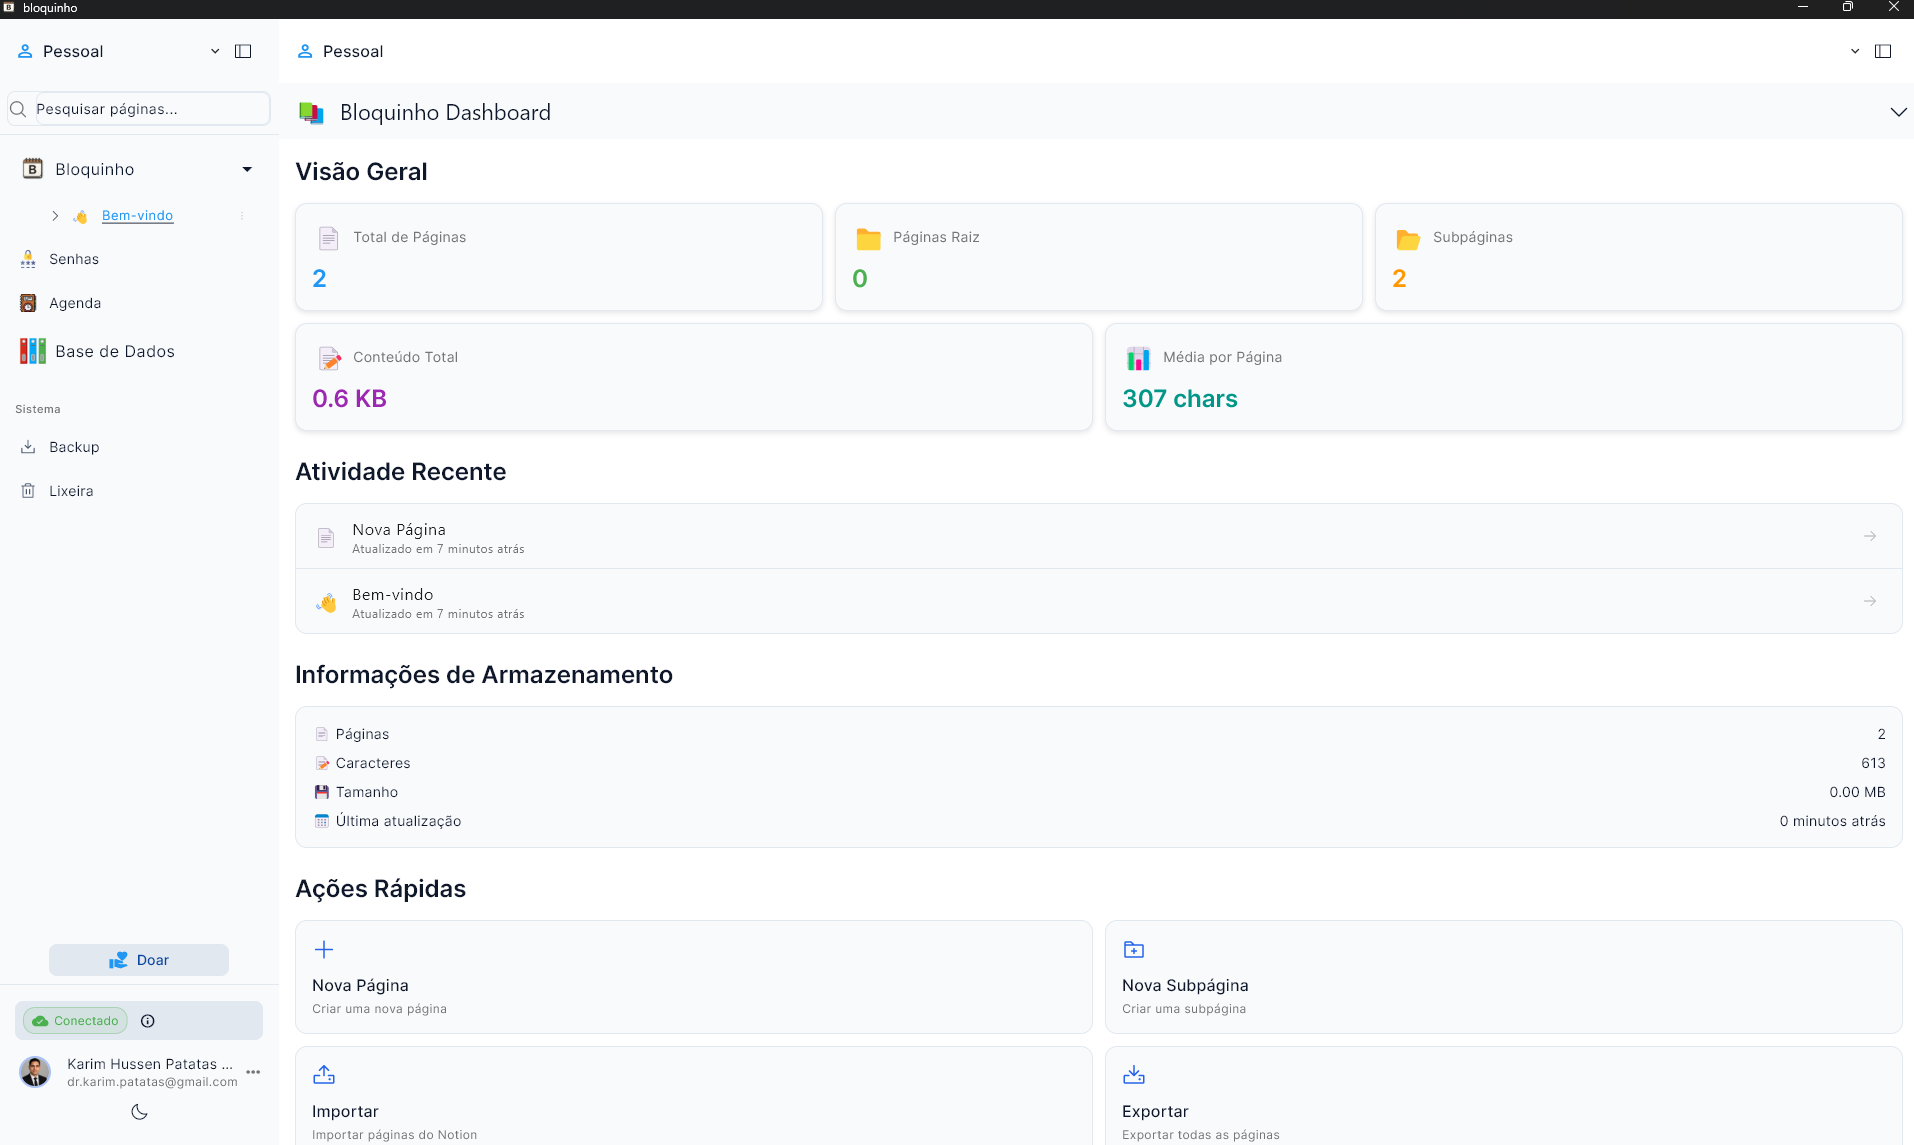 bloquinho
Pessoal
Pesquisar páginas...
Bloquinho
Bem-vindo
Senhas
Agenda
Base de Dados
Sistema
Backup
Lixeira
Doar
Conectado
Karim Hussen Patatas ...
dr.karim.patatas@gmail.com
Pessoal
Bloquinho Dashboard
Visão Geral
Total de Páginas
2
Páginas Raiz
0
Subpáginas
2
Conteúdo Total
0.6 KB
Média por Página
307 chars
Atividade Recente
Nova Página
Atualizado em 7 minutos atrás
Bem-vindo
Atualizado em 7 minutos atrás
Informações de Armazenamento
Páginas 2
Caracteres 613
Tamanho 0.00 MB
Última atualização 0 minutos atrás
Ações Rápidas
Nova Página
Criar uma nova página
Nova Subpágina
Criar uma subpágina
Importar
Importar páginas do Notion
Exportar
Exportar todas as páginas